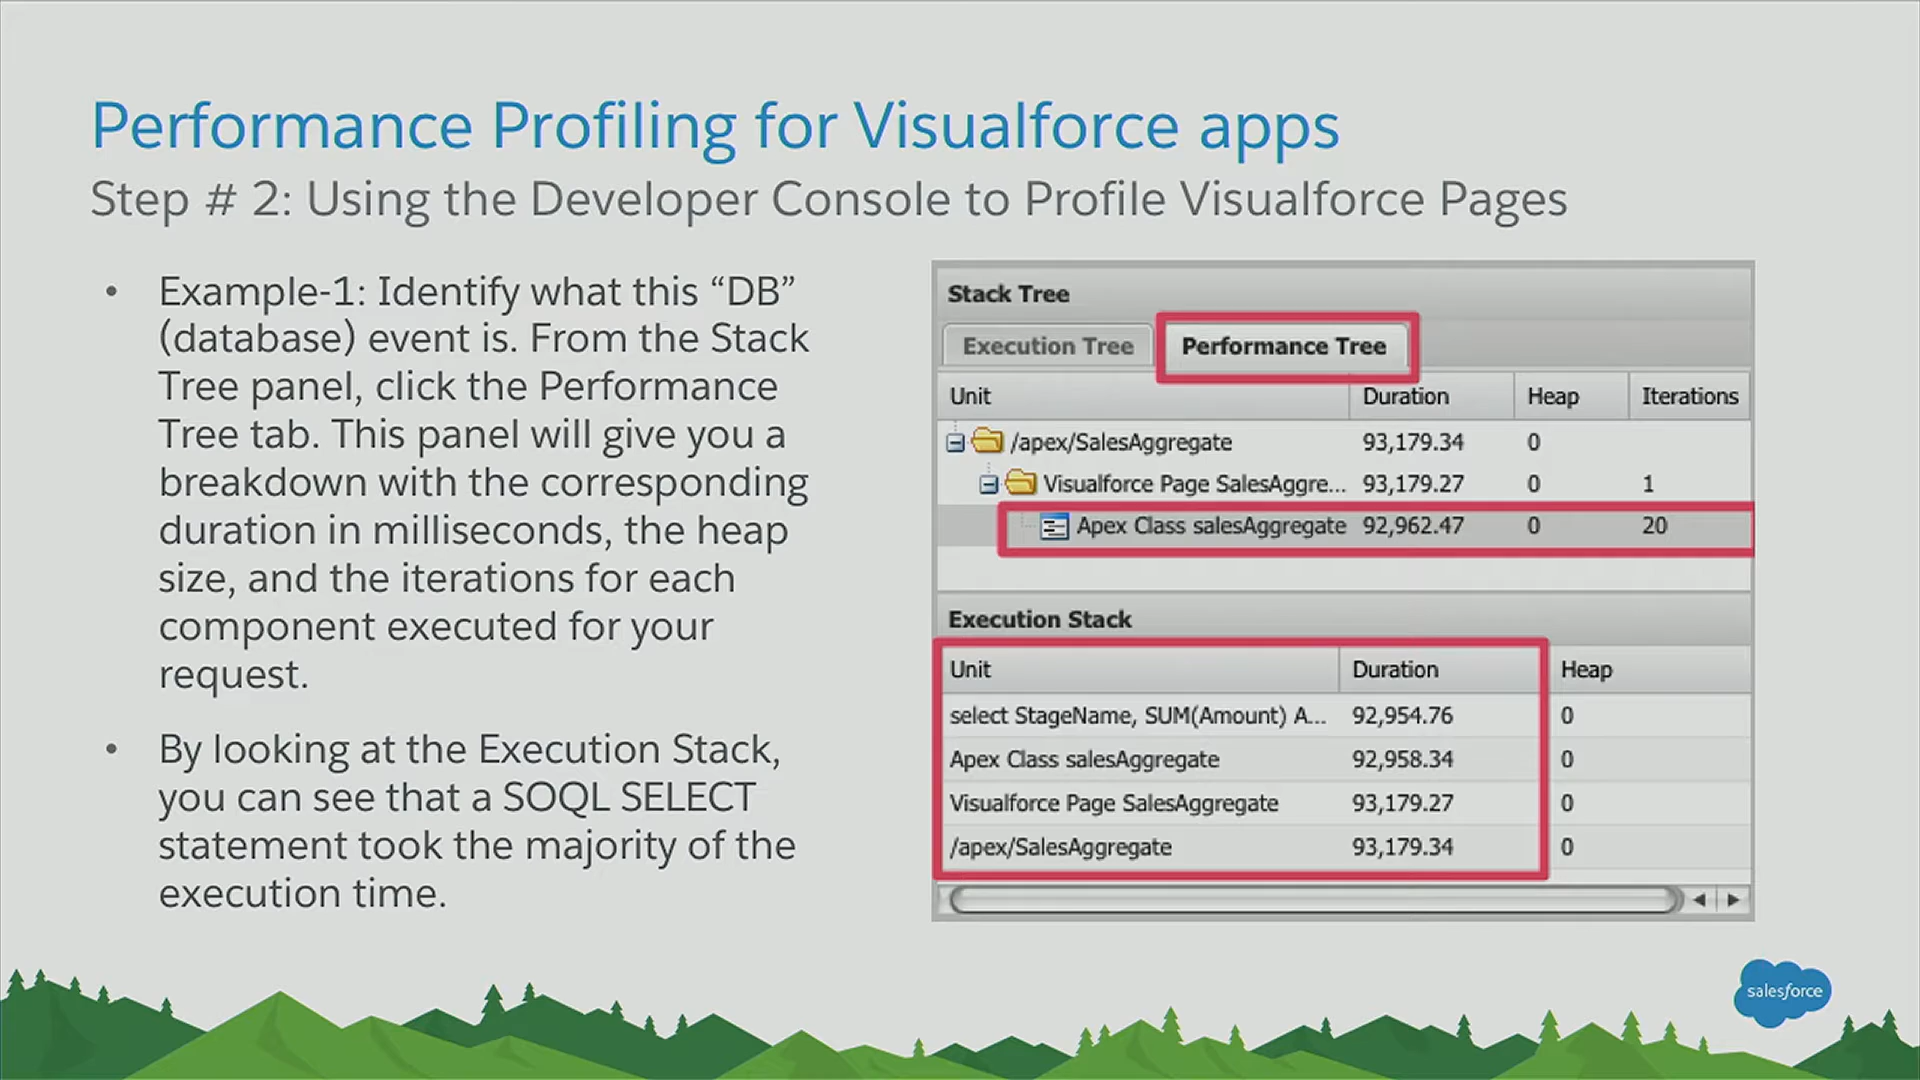 Performance Profiling for Visualforce apps
Step # 2: Using the Developer Console to Profile Visualforce Pages
• Example-1: Identify what this “DB”
(database) event is. From the Stack
Tree panel, click the Performance
Tree tab. This panel will give you a
breakdown with the corresponding
duration in milliseconds, the heap
size, and the iterations for each
component executed for your
request.
• By looking at the Execution Stack,
you can see that a SOQL SELECT
statement took the majority of the
execution time.
Stack Tree
Execution Tree Performance Tree
Unit Duration Heap Iterations
/apex/SalesAggregate 93,179.34 0
Visualforce Page SalesAggre... 93,179.27 0 1
Apex Class salesAggregate 92,962.47 0 20
Execution Stack
Unit Duration Heap
select StageName, SUM(Amount) A... 92,954.76 0
Apex Class salesAggregate 92,958.34 0
Visualforce Page SalesAggregate 93,179.27 0
/apex/SalesAggregate 93,179.34 0
salesforce